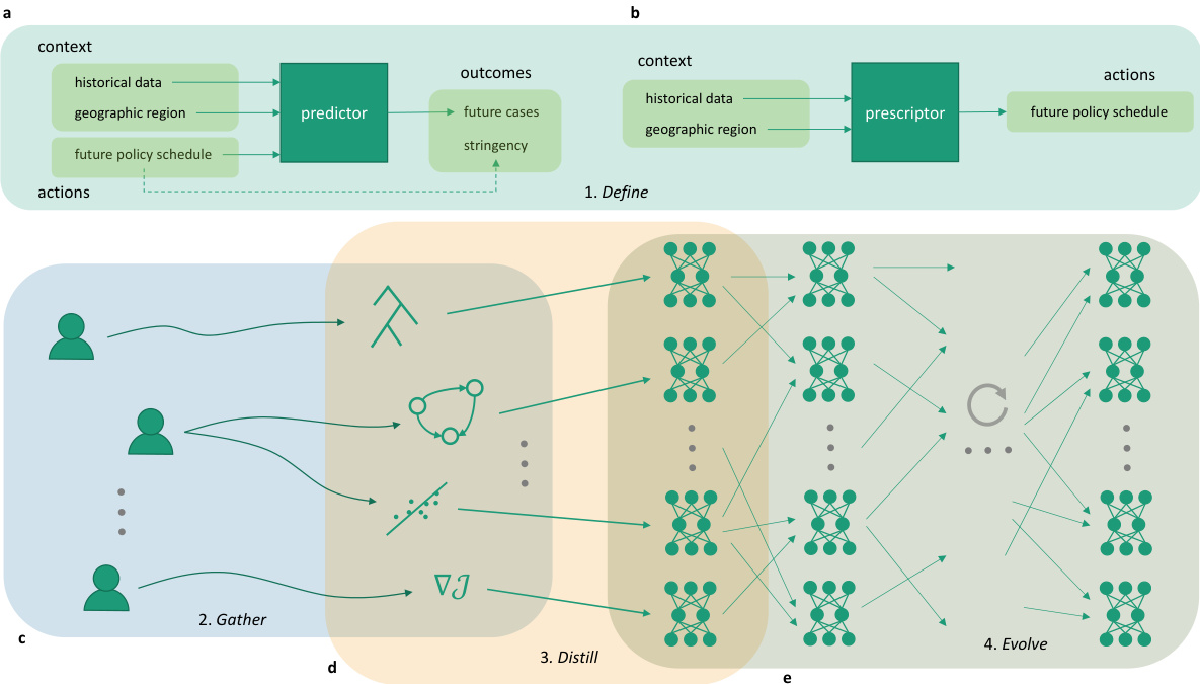 a
b
context
historical data
geographic region
future policy schedule
actions
predictor
outcomes
future cases
stringency
context
historical data
geographic region
prescriptor
actions
future policy schedule
1. Define
∇𝒥
2. Gather
c
3. Distill
d
4. Evolve
e